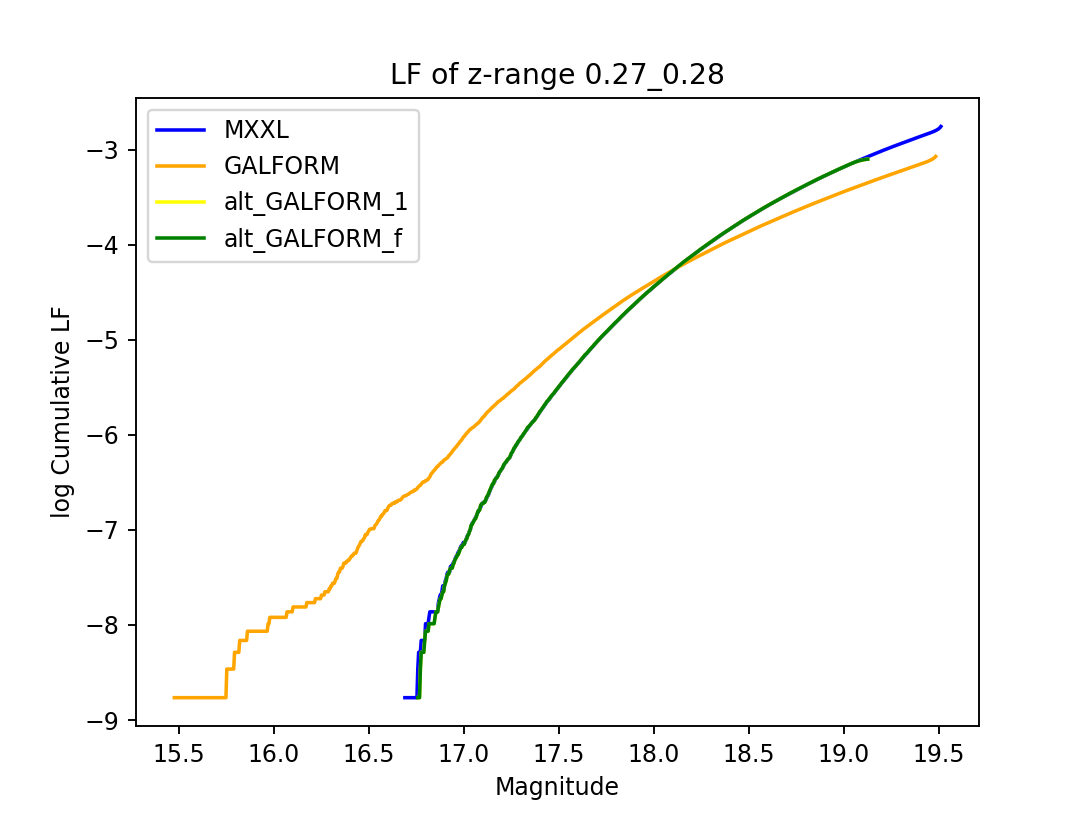 LF of z-range 0.27_0.28
MXXL
GALFORM
alt_GALFORM_1
alt_GALFORM_f
−3
−4
−5
−6
−7
−8
−9
log Cumulative LF
15.5 16.0 16.5 17.0 17.5 18.0 18.5 19.0 19.5
Magnitude